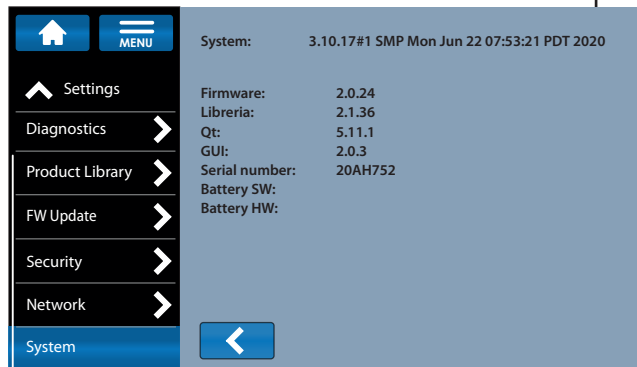 MENU
System: 3.10.17#1 SMP Mon Jun 22 07:53:21 PDT 2020
Settings
Diagnostics
Product Library
FW Update
Security
Network
System
Firmware: 2.0.24
Libreria: 2.1.36
Qt: 5.11.1
GUI: 2.0.3
Serial number: 20AH752
Battery SW:
Battery HW: